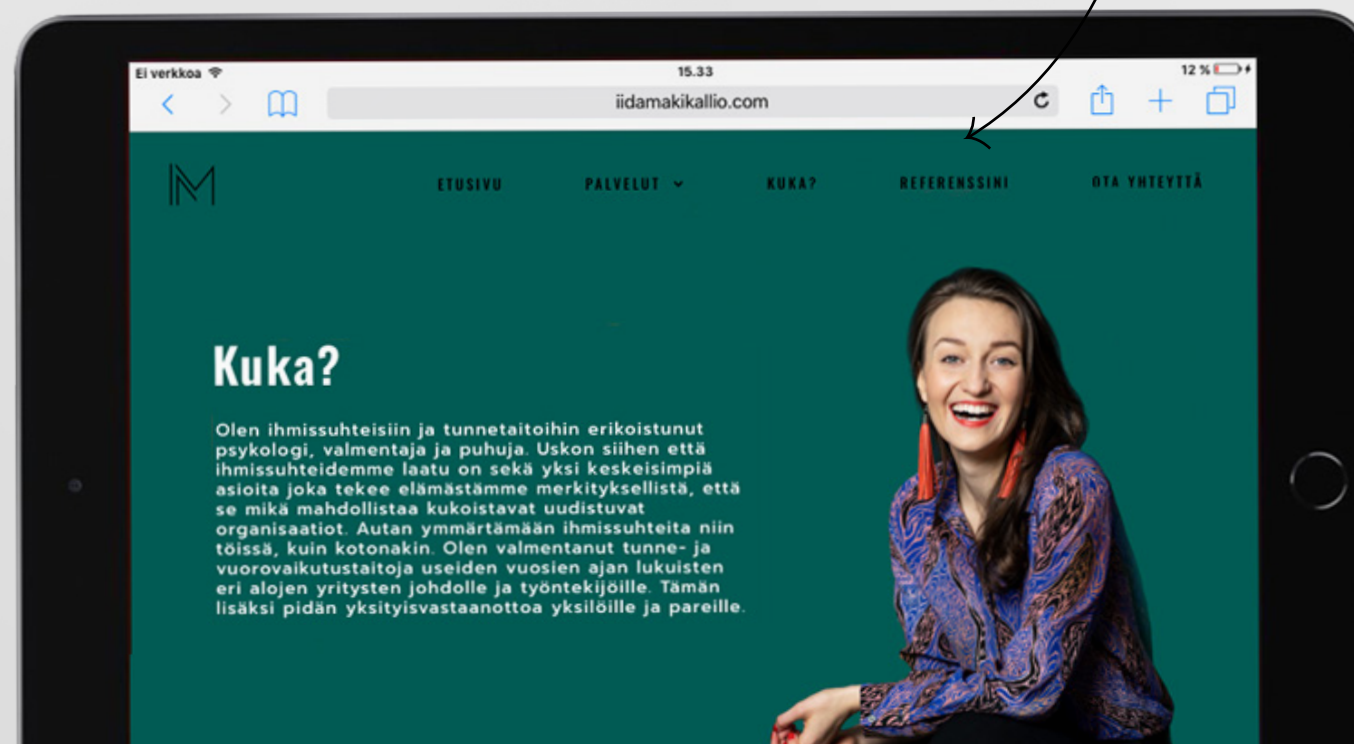 Ei verkkoa 15.33 12 %
iidamakikallio.com
IM ETUSIVU PALVELUT KUKA? REFERENSSINI OTA YHTEYTTÄ
Kuka?
Olen ihmissuhteisiin ja tunnetaitoihin erikoistunut
psykologi, valmentaja ja puhuja. Uskon siihen että
ihmissuhteidemme laatu on sekä yksi keskeisimpiä
asioita joka tekee elämästämme merkityksellistä, että
se mikä mahdollistaa kukoistavat uudistuvat
organisaatiot. Autan ymmärtämään ihmissuhteita niin
töissä, kuin kotonakin. Olen valmentanut tunne- ja
vuorovaikutustaitoja useiden vuosien ajan lukuisten
eri alojen yritysten johdolle ja työntekijöille. Tämän
lisäksi pidän yksityisvastaanottoa yksilöille ja pareille.